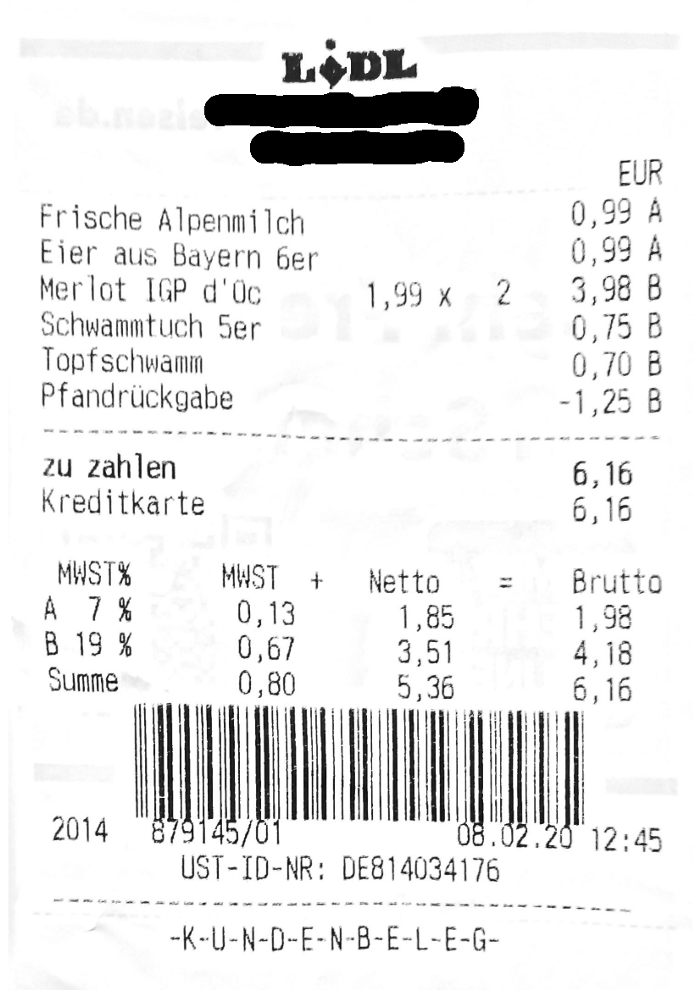 LiDL
EUR
Frische Alpenmilch 0,99 A
Eier aus Bayern 6er 0,99 A
Merlot IGP d'Oc 1,99 x 2 3,98 B
Schwammtuch 5er 0,75 B
Topfschwamm 0,70 B
Pfandrückgabe -1,25 B
zu zahlen 6,16
Kreditkarte 6,16
MWST% MWST + Netto = Brutto
A 7 % 0,13 1,85 1,98
B 19 % 0,67 3,51 4,18
Summe 0,80 5,36 6,16
2014 879145/01 08.02.20 12:45
UST-ID-NR: DE814034176
-K-U-N-D-E-N-B-E-L-E-G-